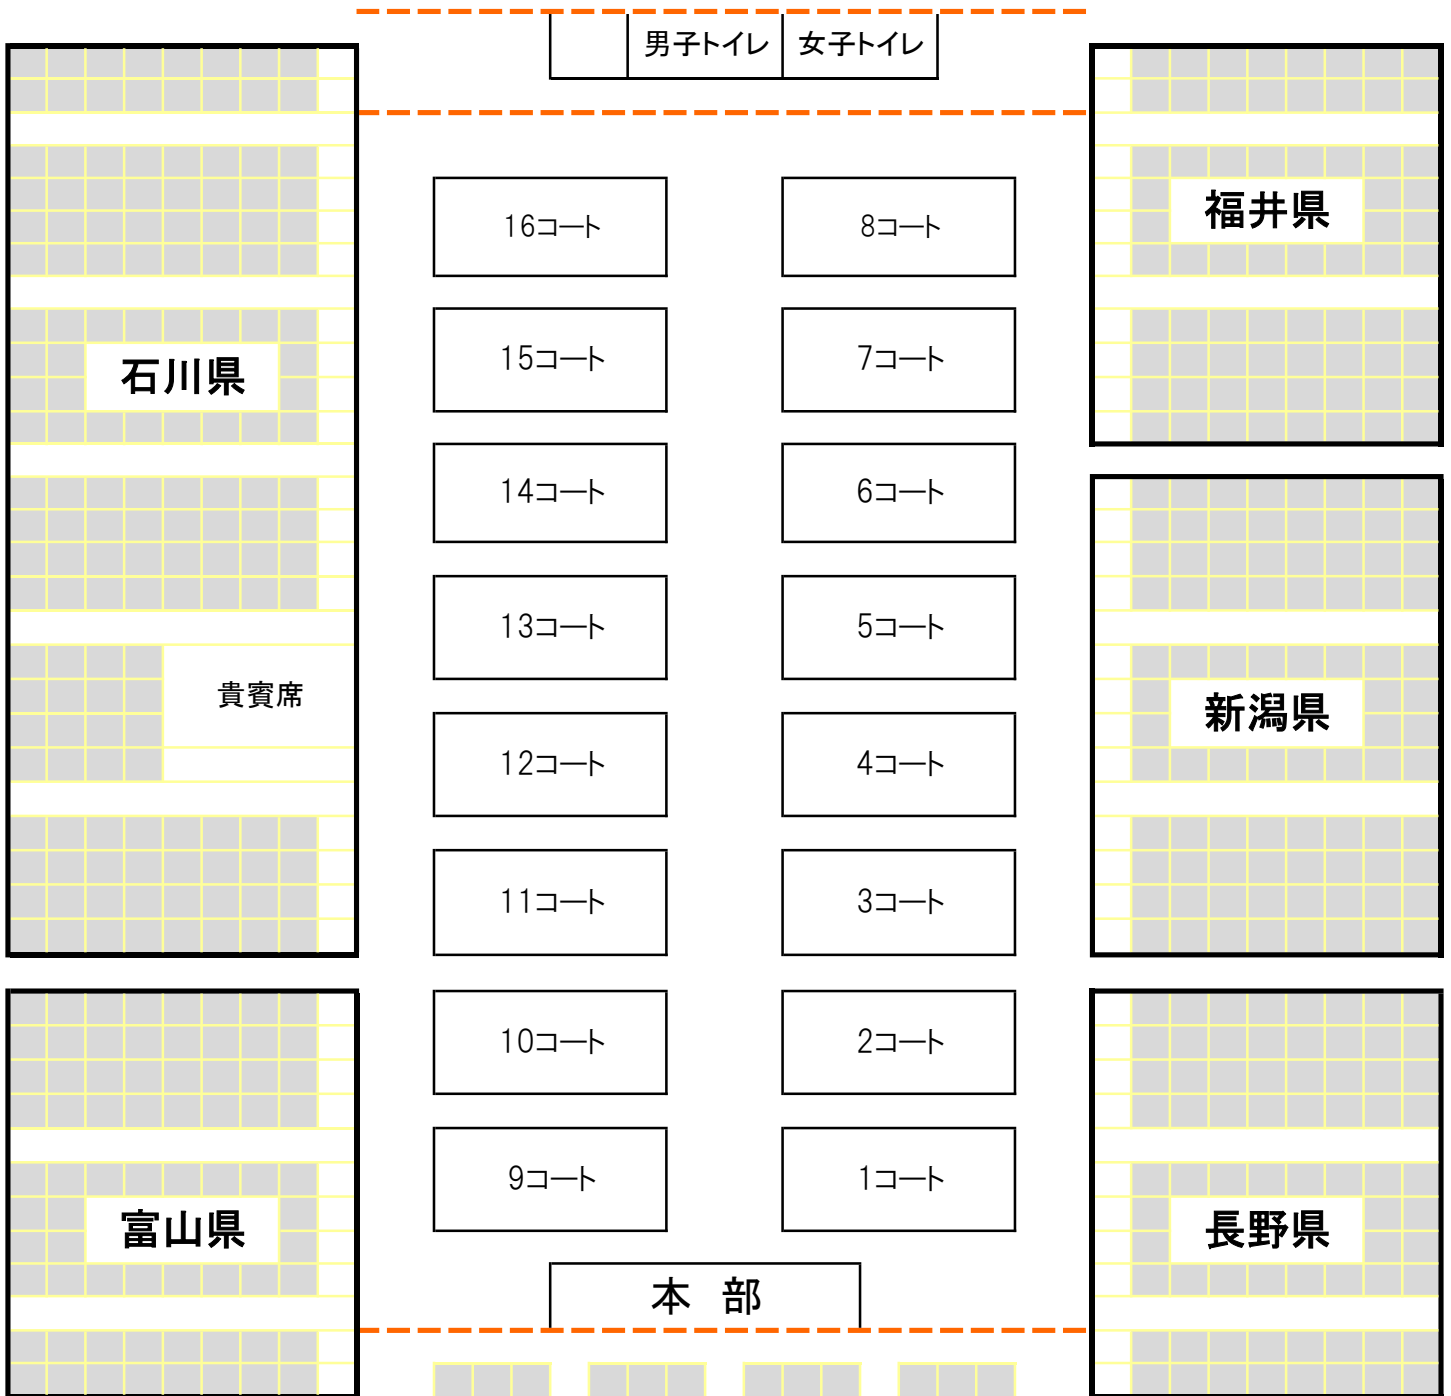 男子トイレ 女子トイレ
16コート 8コート 福井県
石川県 15コート 7コート
14コート 6コート
13コート 5コート
貴賓席 新潟県
12コート 4コート
11コート 3コート
10コート 2コート
9コート 1コート
富山県 長野県
本 部